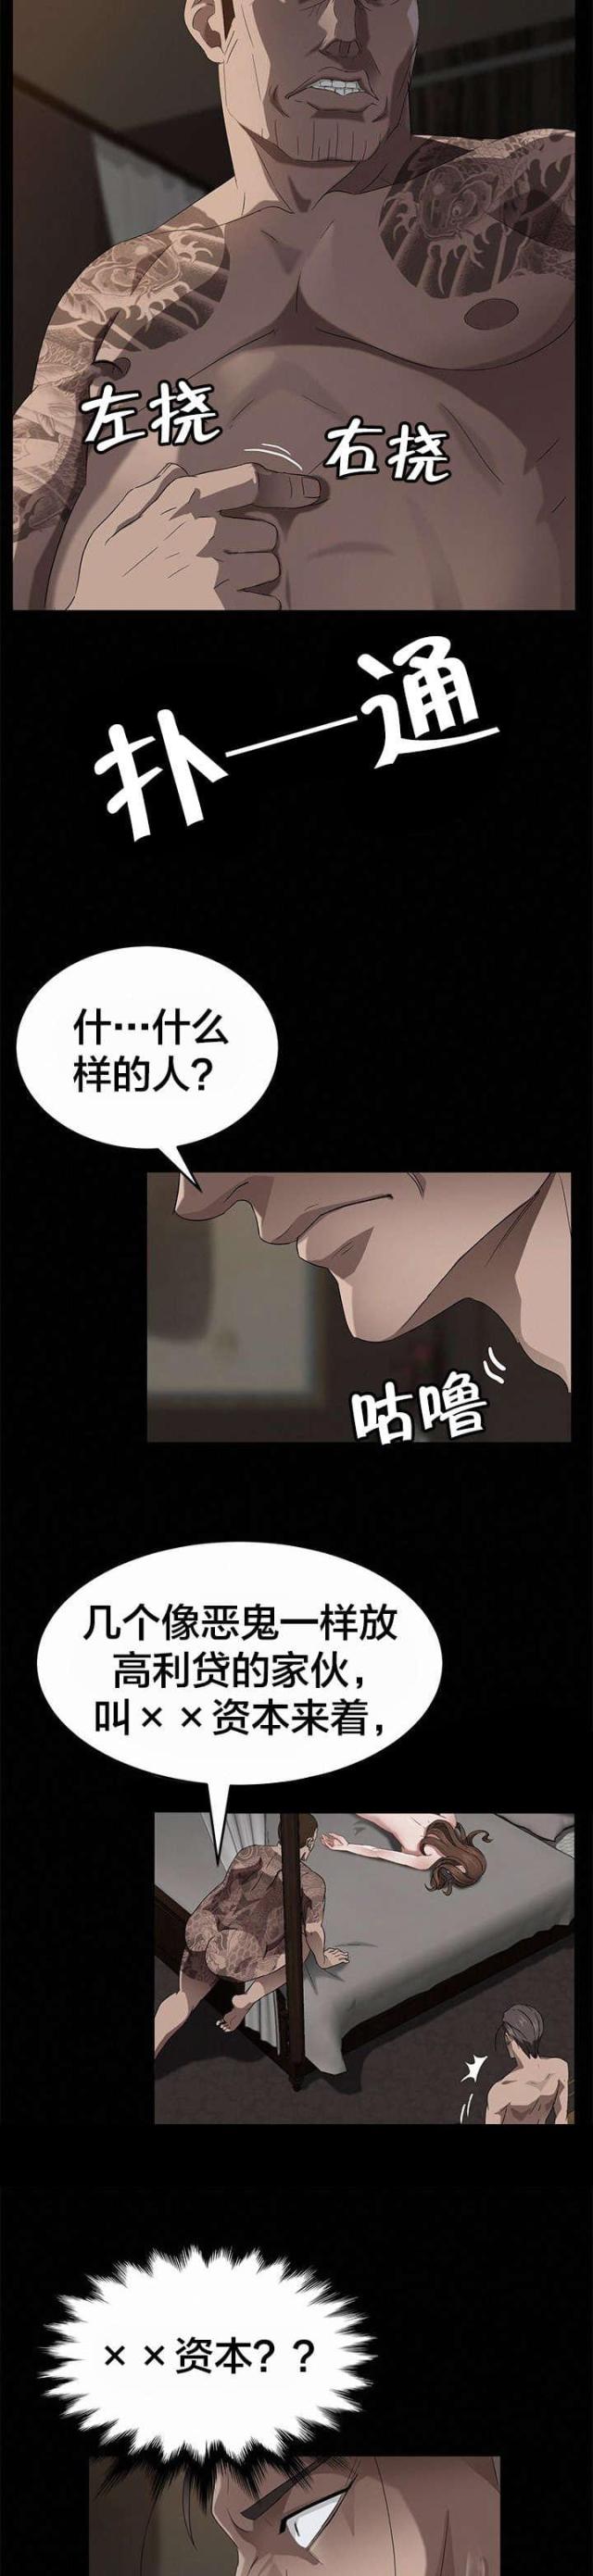 左挠
右挠
扑一通
什…什么
样的人？
咕噜
几个像恶鬼一样放
高利贷的家伙，
叫××资本来着，
××资本？？